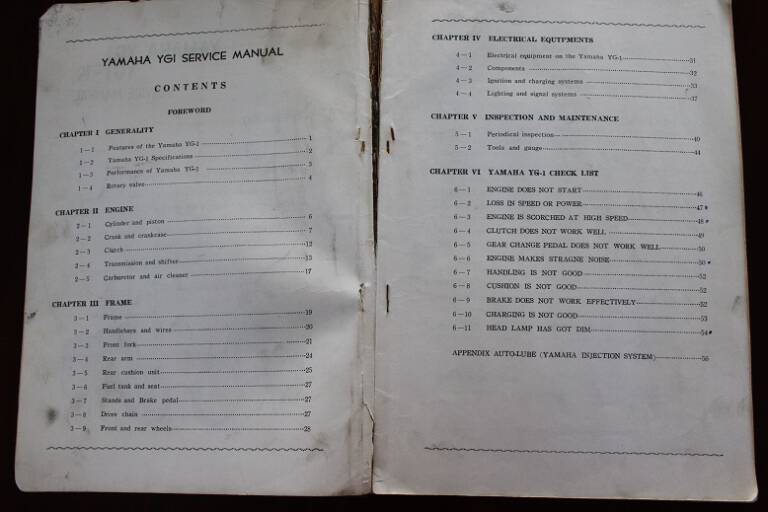 YAMAHA YG1 SERVICE MANUAL
CONTENTS
FOREWORD
CHAPTER I GENERALITY
1-1 Features of the Yamaha YG-1 1
1-2 Yamaha YG-1 Specifications 2
1-3 Performance of Yamaha YG-1 3
1-4 Rotary valve 4
CHAPTER II ENGINE
2-1 Cylinder and piston 6
2-2 Crank and crankcase 7
2-3 Clutch 12
2-4 Transmission and shifter 13
2-5 Carburetor and air cleaner 17
CHAPTER III FRAME
3-1 Frame 19
3-2 Handlebars and wires 20
3-3 Front fork 21
3-4 Rear arm 24
3-5 Rear cushion unit 25
3-6 Fuel tank and seat 27
3-7 Stands and Brake pedal 27
3-8 Drive chain 27
3-9 Front and rear wheels 28
CHAPTER IV ELECTRICAL EQUIPMENTS
4-1 Electrical equipment on the Yamaha YG-1 31
4-2 Components 32
4-3 Ignition and charging systems 33
4-4 Lighting and signal systems 37
CHAPTER V INSPECTION AND MAINTENANCE
5-1 Periodical inspection 40
5-2 Tools and gauge 44
CHAPTER VI YAMAHA YG-1 CHECK LIST
6-1 ENGINE DOES NOT START 46
6-2 LOSS IN SPEED OR POWER 47
6-3 ENGINE IS SCORCHED AT HIGH SPEED 48
6-4 CLUTCH DOES NOT WORK WELL 49
6-5 GEAR CHANGE PEDAL DOES NOT WORK WELL 50
6-6 ENGINE MAKES STRAGNE NOISE 50
6-7 HANDLING IS NOT GOOD 52
6-8 CUSHION IS NOT GOOD 52
6-9 BRAKE DOES NOT WORK EFFECTIVELY 52
6-10 CHARGING IS NOT GOOD 53
6-11 HEAD LAMP HAS GOT DIM 54
APPENDIX AUTO-LUBE (YAMAHA INJECTION SYSTEM) 56